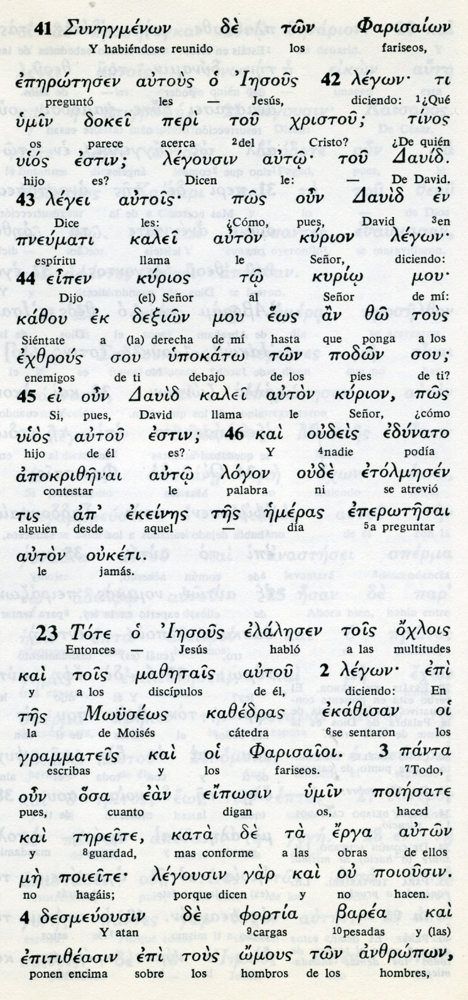 41 Συνηγμένων δὲ τῶν Φαρισαίων
Y habiéndose reunido los fariseos,
ἐπηρώτησεν αὐτοὺς ὁ Ἰησοῦς 42 λέγων· τι
preguntó les — Jesús, diciendo: 1¿Qué
ὑμῖν δοκεῖ περὶ τοῦ χριστοῦ; τίνος
os parece acerca 2del Cristo? ¿De quién
υἱός ἐστιν; λέγουσιν αὐτῷ· τοῦ Δαυίδ.
hijo es? Dicen le: — De David.
43 λέγει αὐτοῖς· πῶς οὖν Δαυὶδ ἐν
Dice les: ¿Cómo, pues, David 3en
πνεύματι καλεῖ αὐτὸν κύριον λέγων·
espíritu llama le Señor, diciendo:
44 εἶπεν κύριος τῷ κυρίῳ μου·
Dijo (el) Señor al Señor de mí:
κάθου ἐκ δεξιῶν μου ἕως ἂν θῶ τοὺς
Siéntate a (la) derecha de mí hasta que ponga a los
ἐχθρούς σου ὑποκάτω τῶν ποδῶν σου;
enemigos de ti debajo de los pies de ti?
45 εἰ οὖν, Δαυὶδ καλεῖ αὐτὸν κύριον, πῶς
Si, pues, David llama le Señor, ¿cómo
υἱὸς αὐτοῦ ἐστιν; 46 καὶ οὐδεὶς ἐδύνατο
hijo de él es? Y 4nadie podía
ἀποκριθῆναι αὐτῷ λόγον οὐδὲ ἐτόλμησέν
contestar le palabra ni se atrevió
τις ἀπ’ ἐκείνης τῆς ἡμέρας ἐπερωτῆσαι
alguien desde aquel — día 5a preguntar
αὐτὸν οὐκέτι.
le jamás.
23 Τότε ὁ Ἰησοῦς ἐλάλησεν τοῖς ὄχλοις
Entonces — Jesús habló a las multitudes
καὶ τοῖς μαθηταῖς αὐτοῦ 2 λέγων· ἐπὶ
y a los discípulos de él, diciendo: En
τῆς Μωϋσέως καθέδρας ἐκάθισαν οἱ
la de Moisés cátedra 6se sentaron los
γραμματεῖς καὶ οἱ Φαρισαῖοι. 3 πάντα
escribas y los fariseos. 7Todo,
οὖν ὅσα ἐὰν εἴπωσιν ὑμῖν ποιήσατε
pues, cuanto digan os, haced
καὶ τηρεῖτε, κατὰ δὲ τὰ ἔργα αὐτῶν
y 8guardad, mas conforme a las obras de ellos
μὴ ποιεῖτε· λέγουσιν γὰρ καὶ οὐ ποιοῦσιν.
no hagáis; porque dicen y no hacen.
4 δεσμεύουσιν δὲ φορτία βαρέα καὶ
Y atan 9cargas 10pesadas y (las)
ἐπιτιθέασιν ἐπὶ τοὺς ὤμους τῶν ἀνθρώπων,
ponen encima sobre los hombros de los hombres,